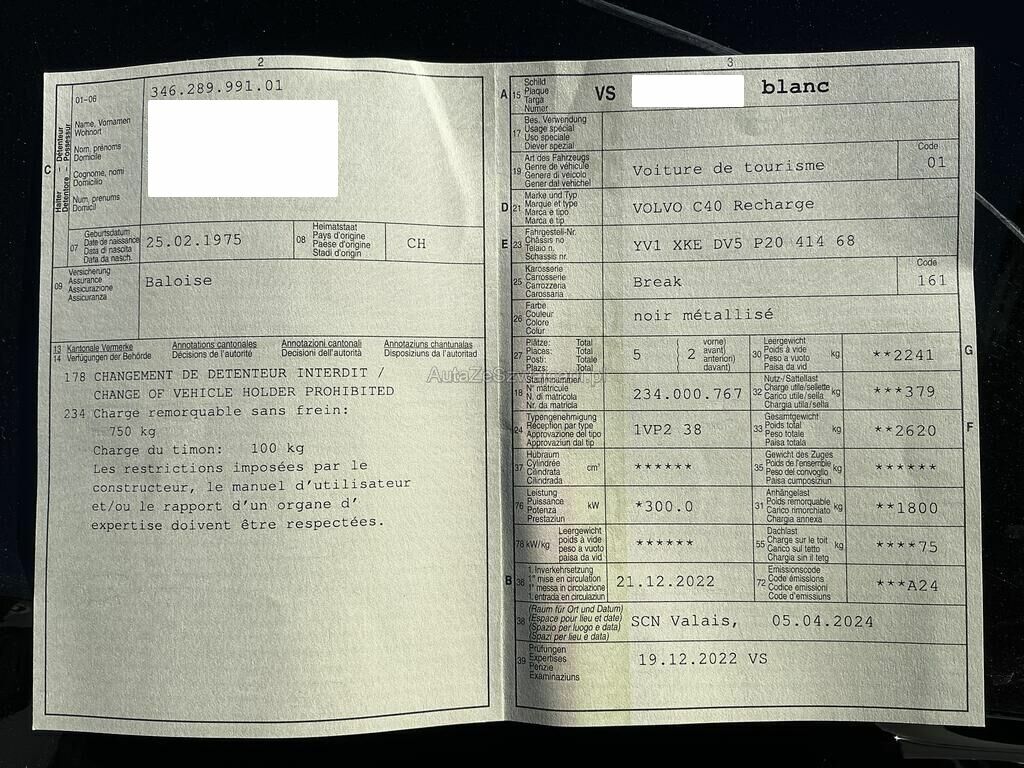 2
01-06
346.289.991.01
C
Halter – Détenteur
Detentore – Possessur
Name, Vornamen
Wohnort
Nom, prénoms
Domicile
Cognome, nomi
Domicilio
Num, prenums
Domicil
07
Geburtsdatum
Date de naissance
Data di nascita
Data da nasch.
25.02.1975
08
Heimatstaat
Pays d'origine
Paese d'origine
Stadi d'origin
CH
09
Versicherung
Assurance
Assicurazione
Assicuranza
Baloise
13 Kantonale Vermerke Annotations cantonales Annotazioni cantonali Annotaziuns chantunalas
14 Verfügungen der Behörde Décisions de l'autorité Decisioni dell'autorità Disposiziuns da l'autoritad
178 CHANGEMENT DE DETENTEUR INTERDIT /
CHANGE OF VEHICLE HOLDER PROHIBITED
234 Charge remorquable sans frein:
750 kg
Charge du timon: 100 kg
Les restrictions imposées par le
constructeur, le manuel d'utilisateur
et/ou le rapport d'un organe d'
expertise doivent être respectées.
AutaZeSzwajcarii.pl
3
A 15
Schild
Plaque
Targa
Numer
VS blanc
17
Bes. Verwendung
Usage spécial
Uso speciale
Diever spezial
19
Art des Fahrzeugs
Genre de véhicule
Genere di veicolo
Gener dal vehichel
Voiture de tourisme
Code
01
D 21
Marke und Typ
Marque et type
Marca e tipo
Marca e tip
VOLVO C40 Recharge
E 23
Fahrgestell-Nr.
Châssis no
Telaio n.
Schassis nr.
YV1 XKE DV5 P20 414 68
25
Karosserie
Carrosserie
Carrozzeria
Carossaria
Break
Code
161
26
Farbe
Couleur
Colore
Colur
noir métallisé
27
Plätze: Total
Places: Total
Posti: Totale
Plazs: Total
5 { 2
vorne)
avant)
anteriori)
davant)
30
Leergewicht
Poids à vide
Peso a vuoto
Paisa da vid
kg
**2241
G
18
Stammnummer
N° matricule
N. di matricola
Nr. da matricla
234.000.767
32
Nutz-/Sattellast
Charge utile/sellette
Carico utile/sella
Chargia utila/sella
kg
***379
24
Typengenehmigung
Réception par type
Approvazione del tipo
Approvaziun dal tip
1VP2 38
33
Gesamtgewicht
Poids total
Peso totale
Paisa totala
kg
**2620
F
37
Hubraum
Cylindrée
Cilindrata
Cilindrada
cm³
******
35
Gewicht des Zuges
Poids de l'ensemble
Peso del convoglio
Paisa cumposiziun
kg
******
76
Leistung
Puissance
Potenza
Prestaziun
kW
*300.0
31
Anhängelast
Poids remorquable
Carico rimorchiato
Chargia annexa
kg
**1800
78 kW/kg
Leergewicht
poids à vide
peso a vuoto
paisa da vid
******
55
Dachlast
Charge sur le toit
Carico sul tetto
Chargia sin il tetg
kg
****75
B 36
1. Inverkehrsetzung
1re mise en circulation
1a messa in circolazione
1. entrada en circulaziun
21.12.2022
72
Emissionscode
Code émissions
Codice emissioni
Code d'emissiuns
***A24
38
(Raum für Ort und Datum)
(Espace pour lieu et date)
(Spazio per luogo e data)
(Spazi per lieu e data)
SCN Valais, 05.04.2024
39
Prüfungen
Expertises
Perizie
Examinaziuns
19.12.2022 VS